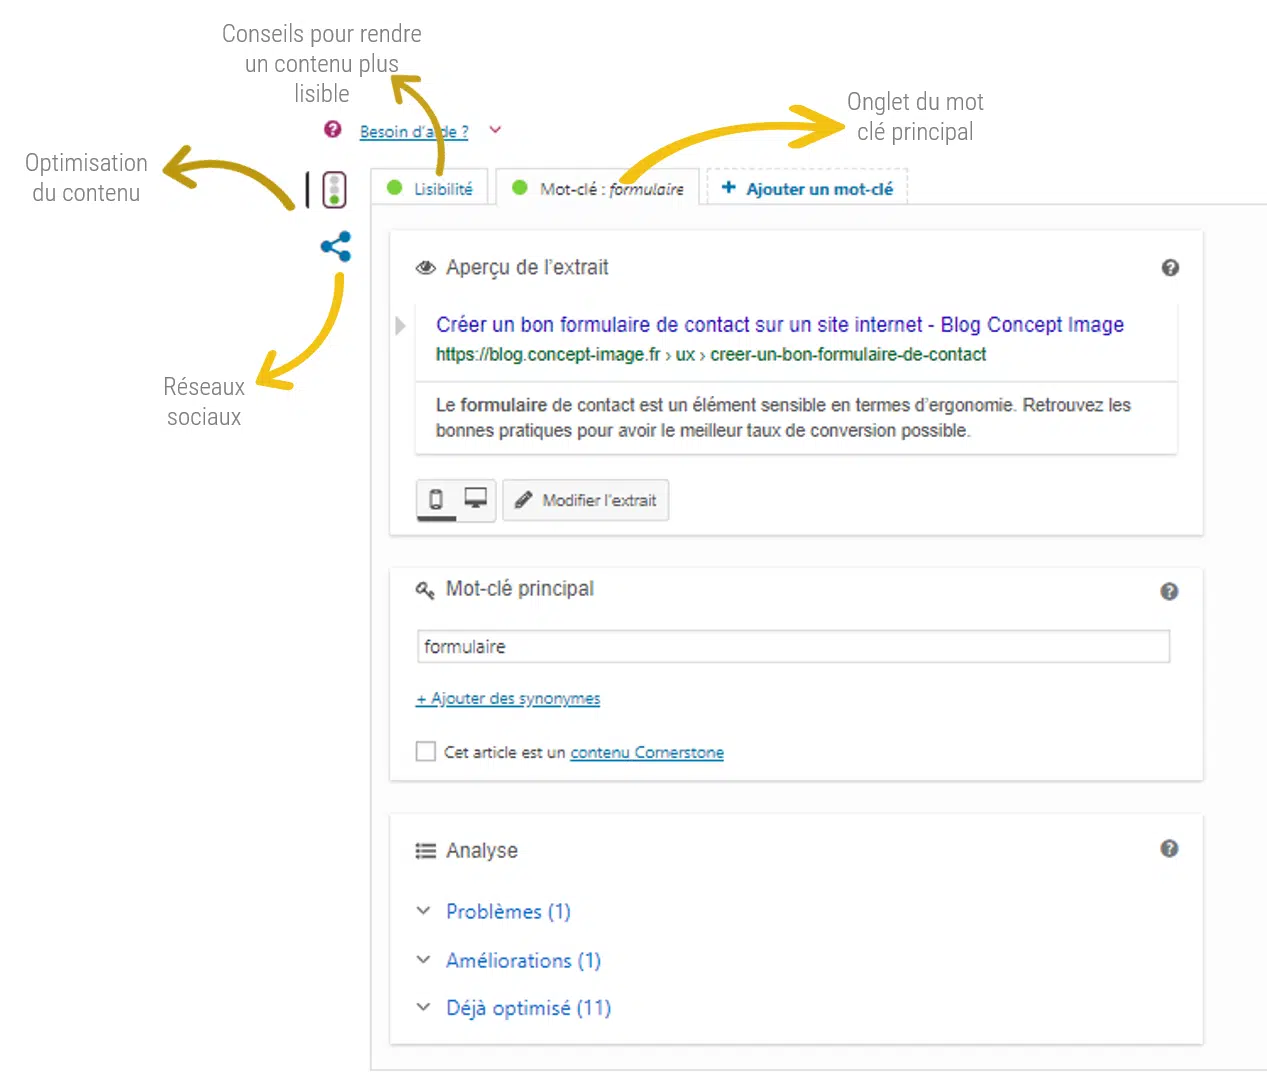 Conseils pour rendre
un contenu plus
lisible
Onglet du mot
clé principal
Besoin d'aide ?
Optimisation
du contenu
Lisibilité
Mot-clé : formulaire
+ Ajouter un mot-clé
Aperçu de l'extrait
Créer un bon formulaire de contact sur un site internet - Blog Concept Image
https://blog.concept-image.fr › ux › creer-un-bon-formulaire-de-contact
Réseaux
sociaux
Le formulaire de contact est un élément sensible en termes d'ergonomie. Retrouvez les
bonnes pratiques pour avoir le meilleur taux de conversion possible.
Modifier l'extrait
Mot-clé principal
formulaire
+ Ajouter des synonymes
Cet article est un contenu Cornerstone
Analyse
Problèmes (1)
Améliorations (1)
Déjà optimisé (11)